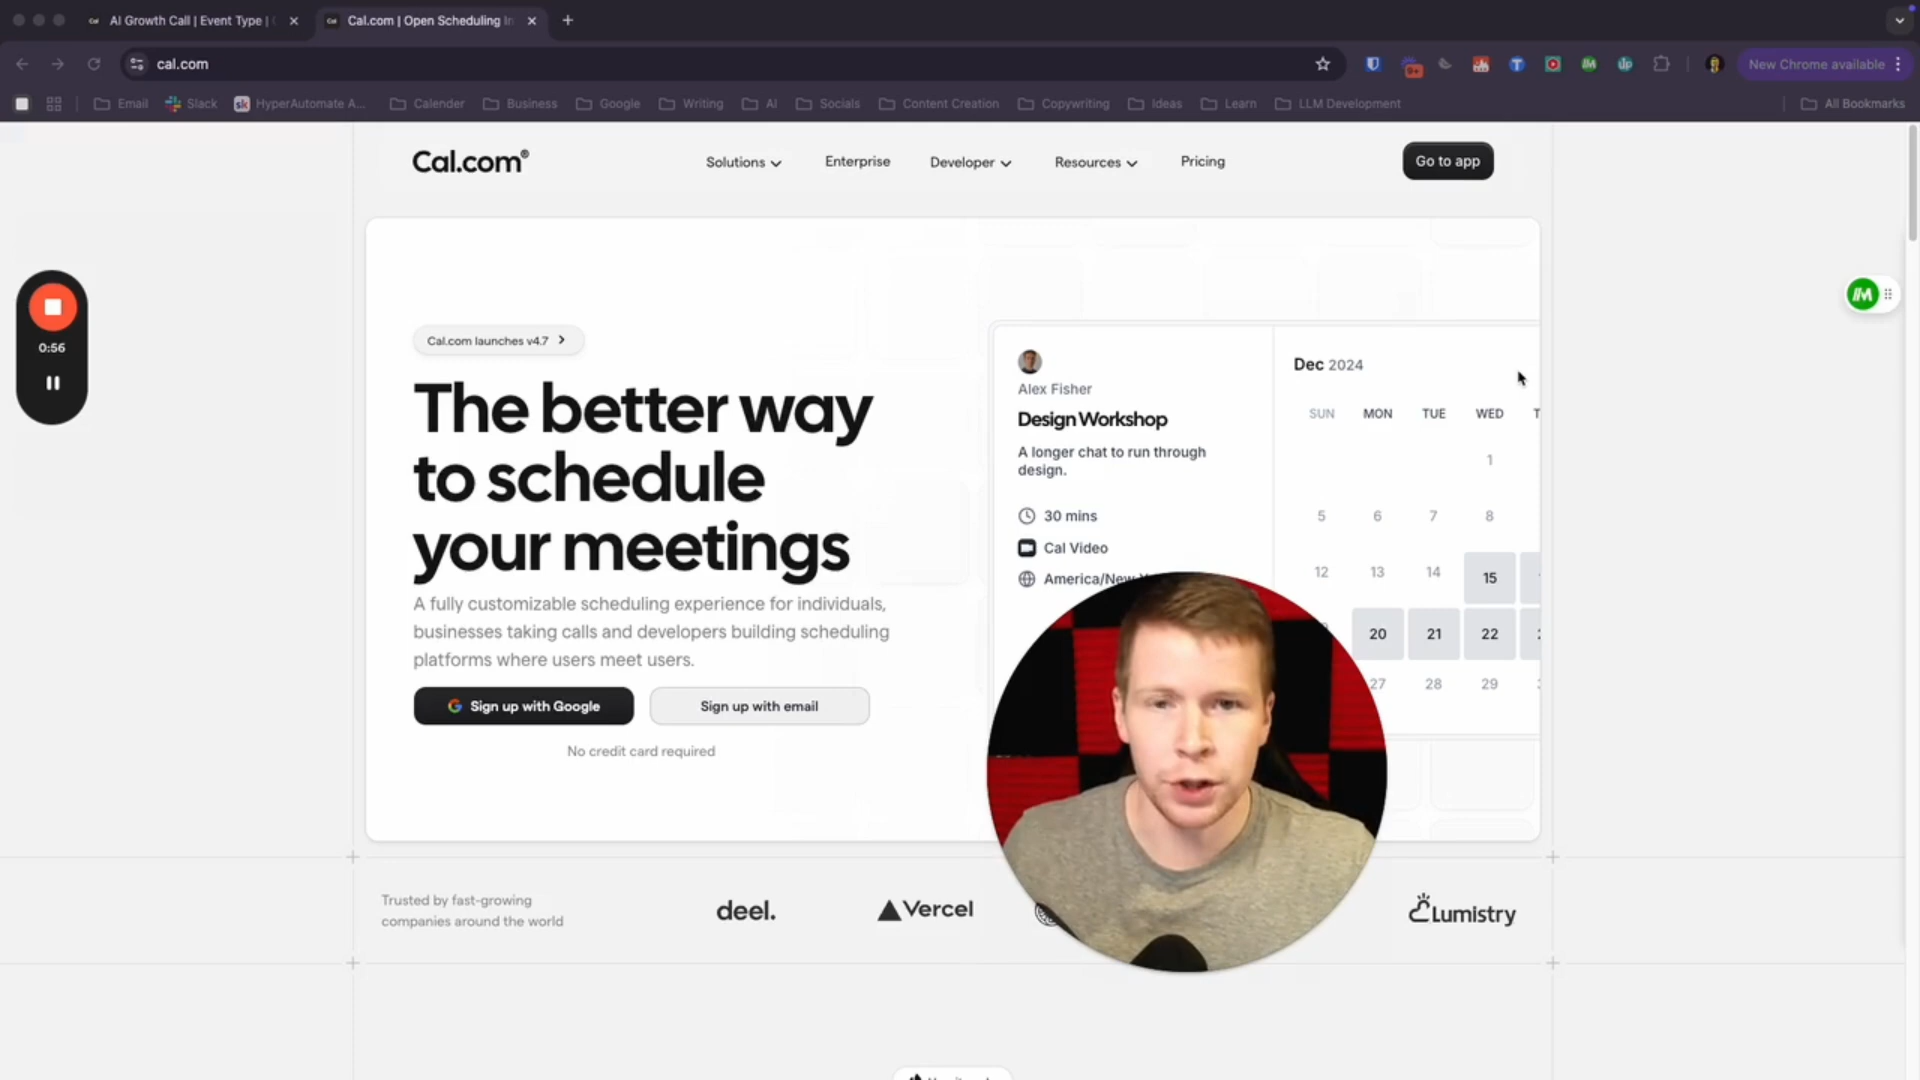 AI Growth Call | Event Type |
Cal.com | Open Scheduling In
cal.com
New Chrome available
Email
Slack
HyperAutomate A...
Calender
Business
Google
Writing
AI
Socials
Content Creation
Copywriting
Ideas
Learn
LLM Development
All Bookmarks
Cal.com®
Solutions
Enterprise
Developer
Resources
Pricing
Go to app
0:56
Cal.com launches v4.7
The better way
to schedule
your meetings
A fully customizable scheduling experience for individuals,
businesses taking calls and developers building scheduling
platforms where users meet users.
Sign up with Google
Sign up with email
No credit card required
Alex Fisher
Design Workshop
A longer chat to run through
design.
30 mins
Cal Video
America/New
Dec 2024
SUN MON TUE WED T
1
5 6 7 8
12 13 14 15
20 21 22
27 28 29
Trusted by fast-growing
companies around the world
deel.
Vercel
Lumistry